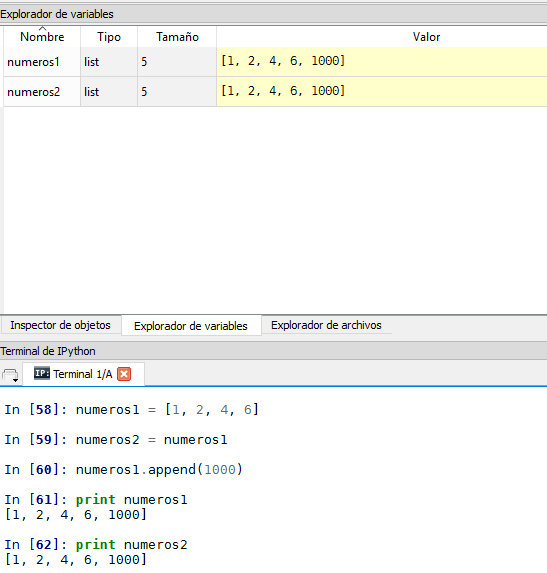 Explorador de variables
Nombre Tipo Tamaño Valor
numeros1 list 5 [1, 2, 4, 6, 1000]
numeros2 list 5 [1, 2, 4, 6, 1000]
Inspector de objetos Explorador de variables Explorador de archivos
Terminal de IPython
IP: Terminal 1/A
In [58]: numeros1 = [1, 2, 4, 6]
In [59]: numeros2 = numeros1
In [60]: numeros1.append(1000)
In [61]: print numeros1
[1, 2, 4, 6, 1000]
In [62]: print numeros2
[1, 2, 4, 6, 1000]